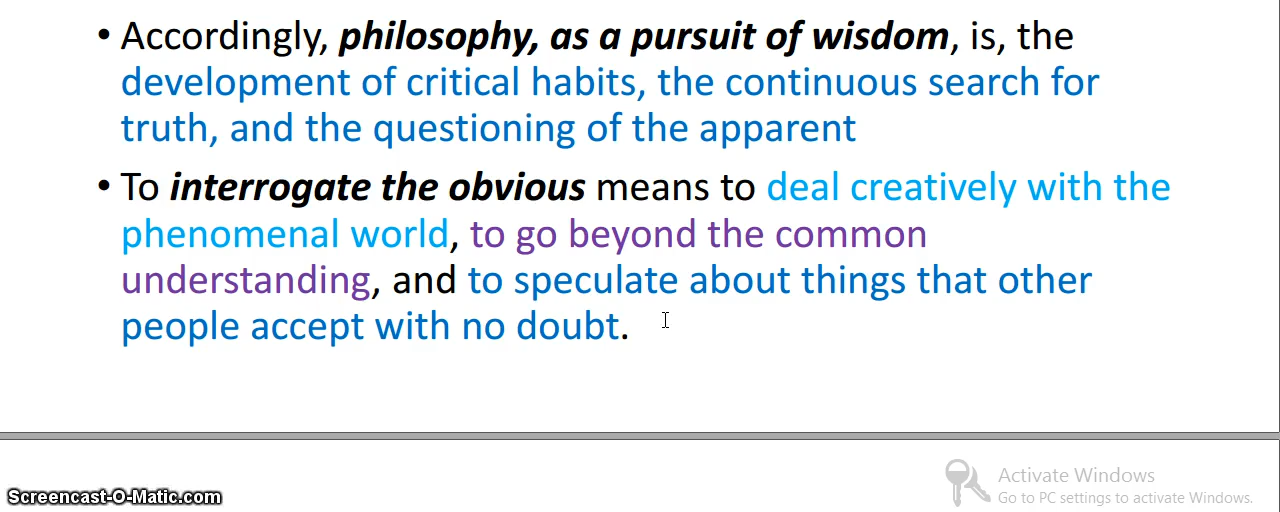 • Accordingly, philosophy, as a pursuit of wisdom, is, the
development of critical habits, the continuous search for
truth, and the questioning of the apparent
• To interrogate the obvious means to deal creatively with the
phenomenal world, to go beyond the common
understanding, and to speculate about things that other
people accept with no doubt.
Activate Windows
Go to PC settings to activate Windows.
Screencast-O-Matic.com